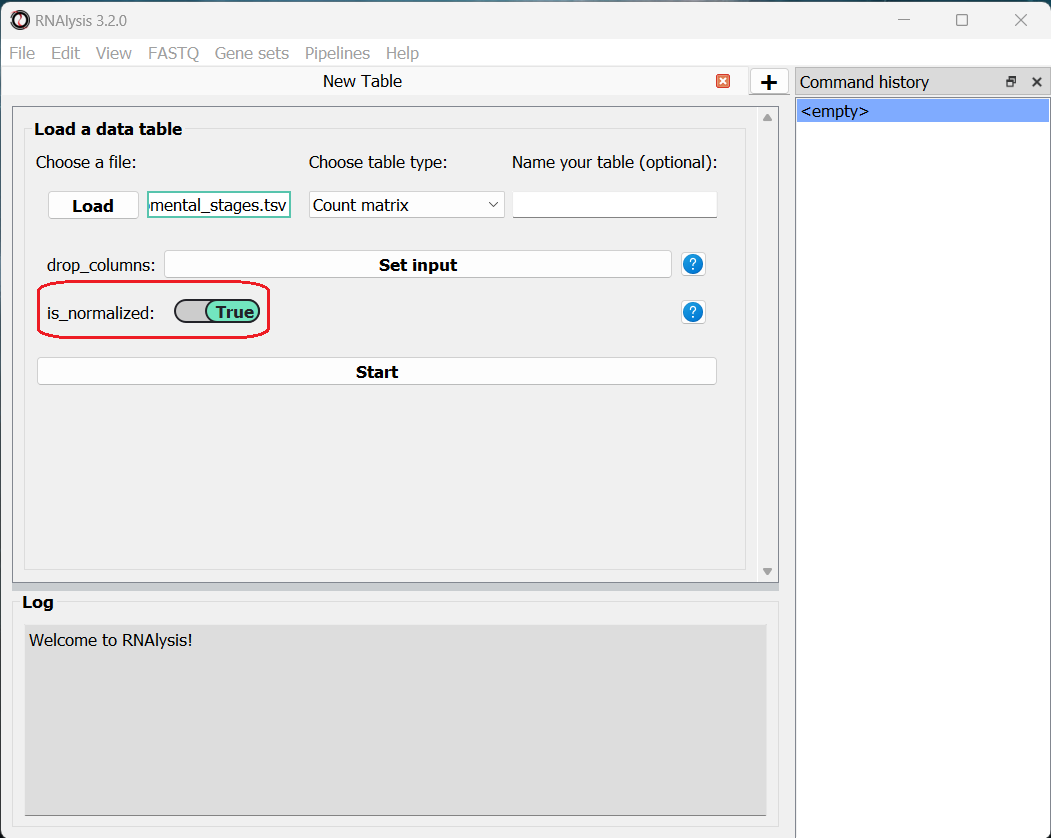 RNAlysis 3.2.0
File Edit View FASTQ Gene sets Pipelines Help
New Table
+
Command history
<empty>
Load a data table
Choose a file: Choose table type: Name your table (optional):
Load mental_stages.tsv Count matrix
drop_columns: Set input ?
is_normalized: True ?
Start
Log
Welcome to RNAlysis!